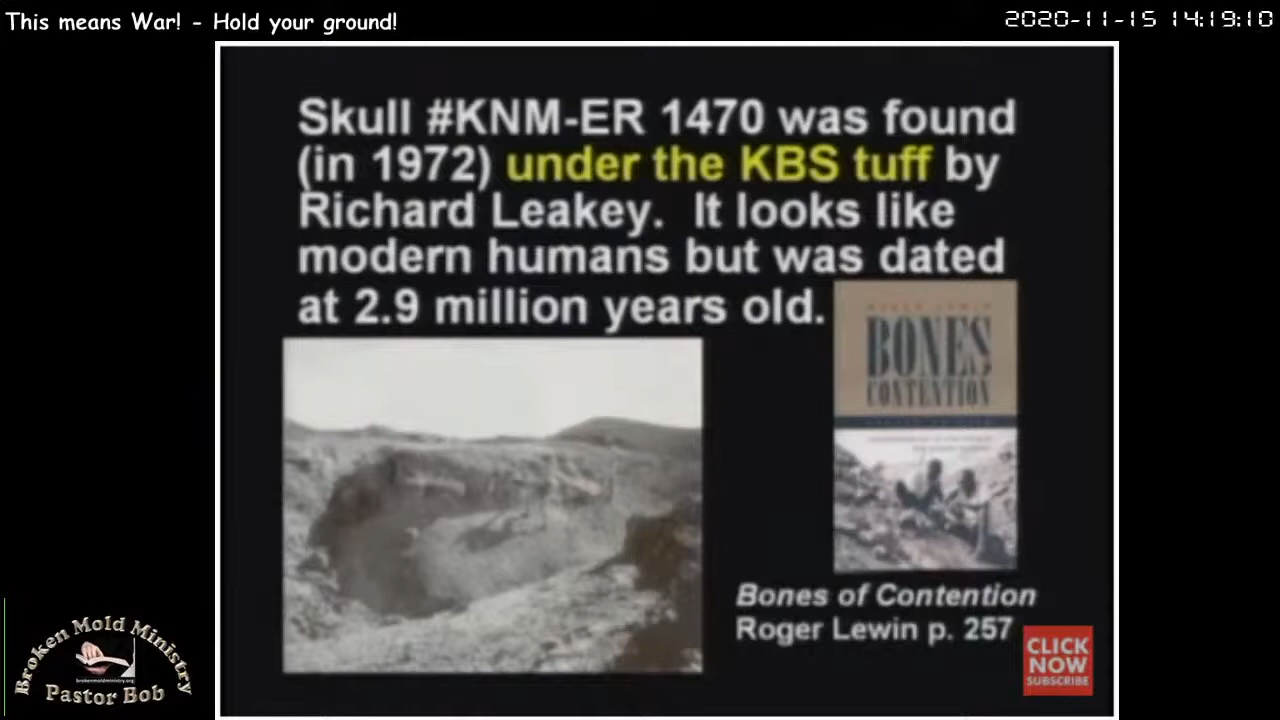 This means War! - Hold your ground!
2020-11-15 14:19:10
Skull #KNM-ER 1470 was found
(in 1972) under the KBS tuff by
Richard Leakey. It looks like
modern humans but was dated
at 2.9 million years old.
BONES
CONTENTION
Bones of Contention
Roger Lewin p. 257
CLICK
NOW
SUBSCRIBE
Broken Mold Ministry
brokenmoldministry.org
Pastor Bob